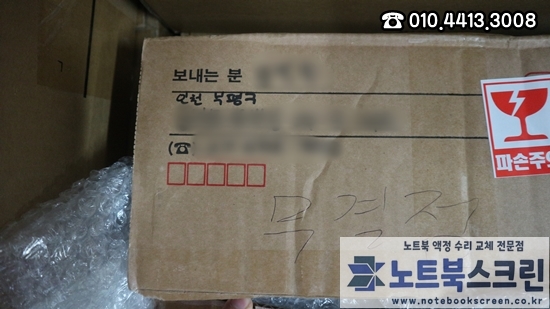 ☎ 010.4413.3008
보내는 분
인천 부평구
(☎
파손주의
무결점
노트북 액정 수리 교체 전문점
노트북스크린
www.notebookscreen.co.kr